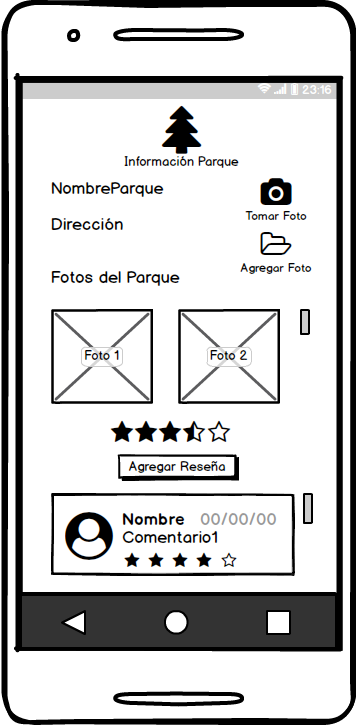 23:16
Información Parque
NombreParque
Tomar Foto
Dirección
Agregar Foto
Fotos del Parque
Foto 1
Foto 2
Agregar Reseña
Nombre 00/00/00
Comentario1